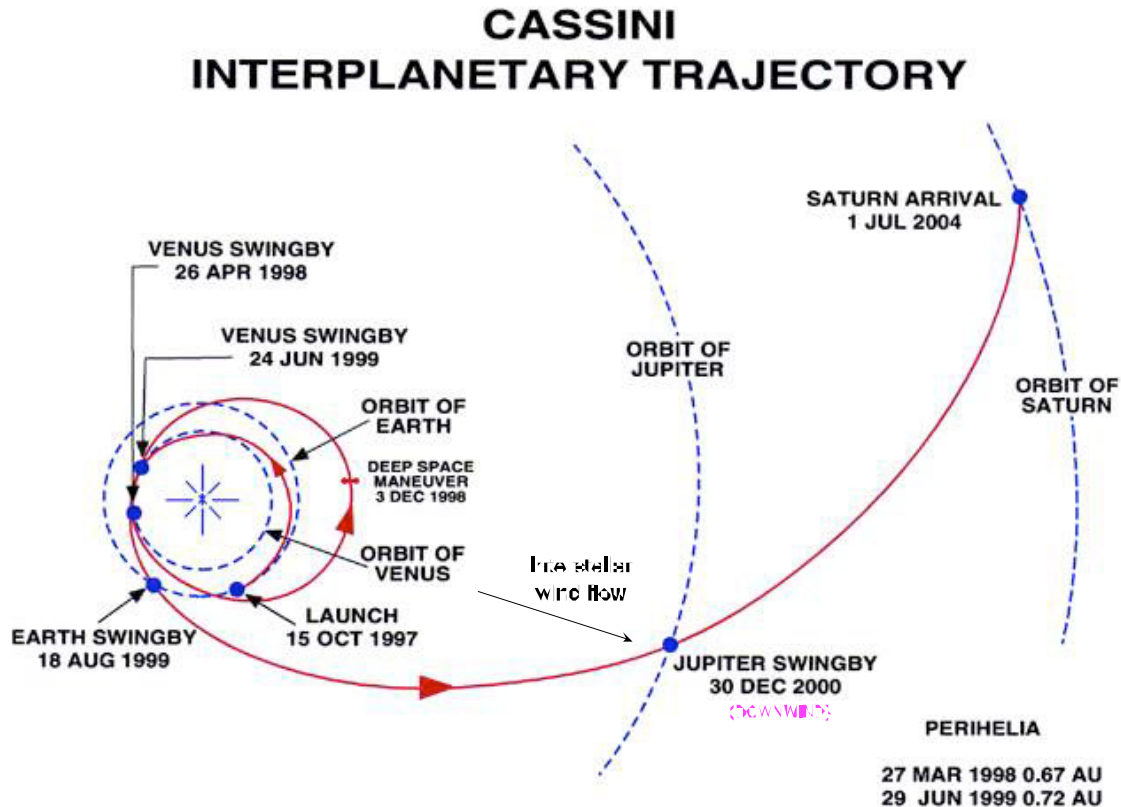 CASSINI
INTERPLANETARY TRAJECTORY
SATURN ARRIVAL
1 JUL 2004
VENUS SWINGBY
26 APR 1998
VENUS SWINGBY
24 JUN 1999
ORBIT OF
JUPITER
ORBIT OF
SATURN
ORBIT OF
EARTH
DEEP SPACE
MANEUVER
3 DEC 1998
ORBIT OF
VENUS
wind flow
LAUNCH
15 OCT 1997
EARTH SWINGBY
18 AUG 1999
JUPITER SWINGBY
30 DEC 2000
(DOWNWIND)
PERIHELIA
27 MAR 1998 0.67 AU
29 JUN 1999 0.72 AU